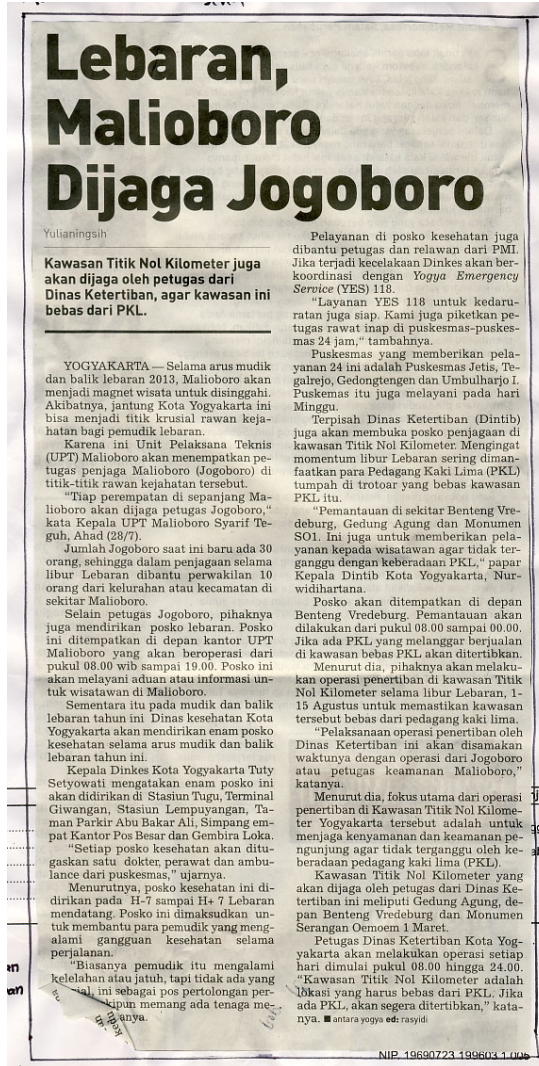 Lebaran,
Malioboro
Dijaga Jogoboro
Yulianingsih
Kawasan Titik Nol Kilometer juga
akan dijaga oleh petugas dari
Dinas Ketertiban, agar kawasan ini
bebas dari PKL.
YOGYAKARTA — Selama arus mudik
dan balik lebaran 2013, Malioboro akan
menjadi magnet wisata untuk disinggahi.
Akibatnya, jantung Kota Yogyakarta ini
bisa menjadi titik krusial rawan keja-
hatan bagi pemudik lebaran.
Karena ini Unit Pelaksana Teknis
(UPT) Malioboro akan menempatkan pe-
tugas penjaga Malioboro (Jogoboro) di
titik-titik rawan kejahatan tersebut.
"Tiap perempatan di sepanjang Ma-
lioboro akan dijaga petugas Jogoboro,"
kata Kepala UPT Malioboro Syarif Te-
guh, Ahad (28/7).
Jumlah Jogoboro saat ini baru ada 30
orang, sehingga dalam penjagaan selama
libur Lebaran dibantu perwakilan 10
orang dari kelurahan atau kecamatan di
sekitar Malioboro.
Selain petugas Jogoboro, pihaknya
juga mendirikan posko lebaran. Posko
ini ditempatkan di depan kantor UPT
Malioboro yang akan beroperasi dari
pukul 08.00 wib sampai 19.00. Posko ini
akan melayani aduan atau informasi un-
tuk wisatawan di Malioboro.
Sementara itu pada mudik dan balik
lebaran tahun ini Dinas kesehatan Kota
Yogyakarta akan mendirikan enam posko
kesehatan selama arus mudik dan balik
lebaran tahun ini.
Kepala Dinkes Kota Yogyakarta Tuty
Setyowati mengatakan enam posko ini
akan didirikan di Stasiun Tugu, Terminal
Giwangan, Stasiun Lempuyangan, Ta-
man Parkir Abu Bakar Ali, Simpang em-
pat Kantor Pos Besar dan Gembira Loka.
"Setiap posko kesehatan akan ditu-
gaskan satu dokter, perawat dan ambu-
lance dari puskesmas," ujarnya.
Menurutnya, posko kesehatan ini di-
dirikan pada H-7 sampai H+ 7 Lebaran
mendatang. Posko ini dimaksudkan un-
tuk membantu para pemudik yang meng-
alami gangguan kesehatan selama
perjalanan.
"Biasanya pemudik itu mengalami
kelelahan atau jatuh, tapi tidak ada yang
ini sebagai pos pertolongan per-
kipun memang ada tenaga me-
anya.
Pelayanan di posko kesehatan juga
dibantu petugas dan relawan dari PMI.
Jika terjadi kecelakaan Dinkes akan ber-
koordinasi dengan Yogya Emergency
Service (YES) 118.
"Layanan YES 118 untuk kedaru-
ratan juga siap. Kami juga piketkan pe-
tugas rawat inap di puskesmas-puskes-
mas 24 jam," tambahnya.
Puskesmas yang memberikan pela-
yanan 24 ini adalah Puskesmas Jetis, Te-
galrejo, Gedongtengen dan Umbulharjo I.
Puskemas itu juga melayani pada hari
Minggu.
Terpisah Dinas Ketertiban (Dintib)
juga akan membuka posko penjagaan di
kawasan Titik Nol Kilometer. Mengingat
momentum libur Lebaran sering diman-
faatkan para Pedagang Kaki Lima (PKL)
tumpah di trotoar yang bebas kawasan
PKL itu.
"Pemantauan di sekitar Benteng Vre-
deburg, Gedung Agung dan Monumen
SO1. Ini juga untuk memberikan pela-
yanan kepada wisatawan agar tidak ter-
ganggu dengan keberadaan PKL," papar
Kepala Dintib Kota Yogyakarta, Nur-
widihartana.
Posko akan ditempatkan di depan
Benteng Vredeburg. Pemantauan akan
dilakukan dari pukul 08.00 sampai 00.00.
Jika ada PKL yang melanggar berjualan
di kawasan bebas PKL akan ditertibkan.
Menurut dia, pihaknya akan melaku-
kan operasi penertiban di kawasan Titik
Nol Kilometer selama libur Lebaran, 1-
15 Agustus untuk memastikan kawasan
tersebut bebas dari pedagang kaki lima.
"Pelaksanaan operasi penertiban oleh
Dinas Ketertiban ini akan disamakan
waktunya dengan operasi dari Jogoboro
atau petugas keamanan Malioboro,"
katanya.
Menurut dia, fokus utama dari operasi
penertiban di Kawasan Titik Nol Kilome-
ter Yogyakarta tersebut adalah untuk
menjaga kenyamanan dan keamanan pe-
ngunjung agar tidak terganggu oleh ke-
beradaan pedagang kaki lima (PKL).
Kawasan Titik Nol Kilometer yang
akan dijaga oleh petugas dari Dinas Ke-
tertiban ini meliputi Gedung Agung, de-
pan Benteng Vredeburg dan Monumen
Serangan Oemoem 1 Maret.
Petugas Dinas Ketertiban Kota Yog-
yakarta akan melakukan operasi setiap
hari dimulai pukul 08.00 hingga 24.00.
"Kawasan Titik Nol Kilometer adalah
lokasi yang harus bebas dari PKL. Jika
ada PKL, akan segera ditertibkan," kata-
nya. ■ antara yogya ed: rasyidi
NIP. 19690723 199603 1 005